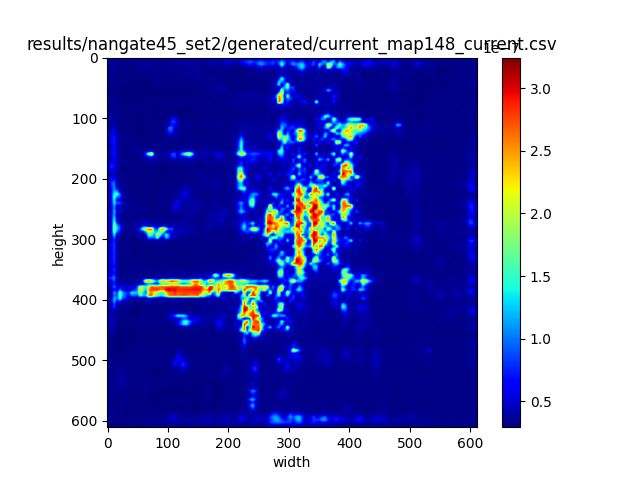 results/nangate45_set2/generated/current_map148_current.csv
1e−7
0
100
200
300
400
500
600
height
0 100 200 300 400 500 600
width
3.0
2.5
2.0
1.5
1.0
0.5